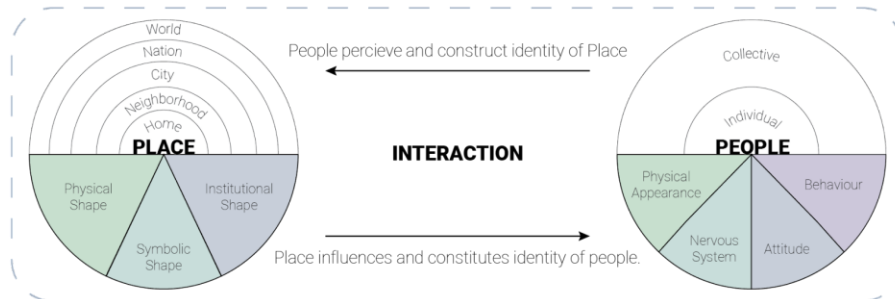 World
Nation
City
Neighborhood
Home
PLACE
Physical
Shape
Symbolic
Shape
Institutional
Shape
People percieve and construct identity of Place
INTERACTION
Place influences and constitutes identity of people.
Collective
Individual
PEOPLE
Physical
Appearance
Nervous
System
Attitude
Behaviour